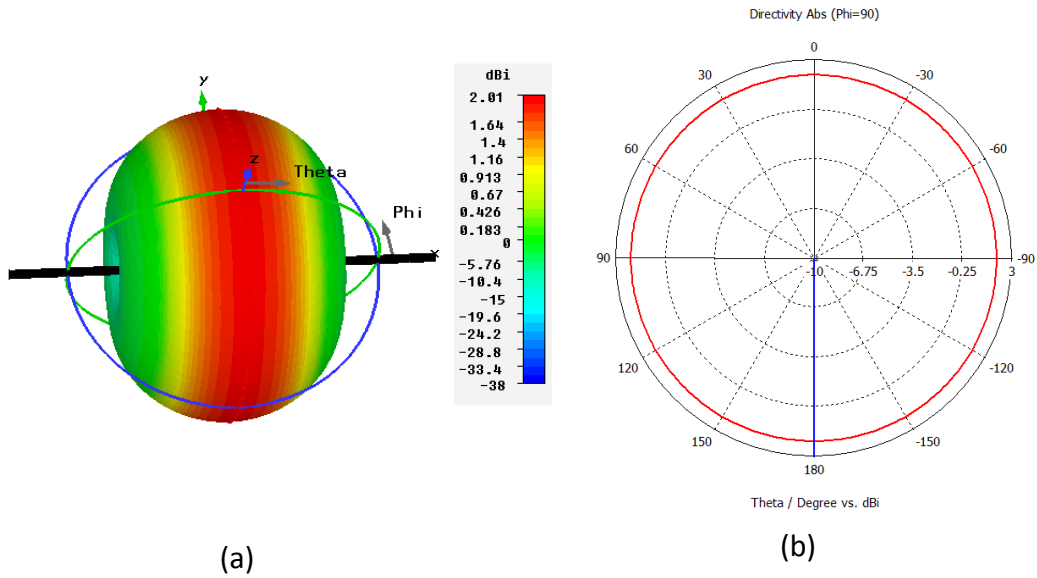 y
z
Theta
Phi
x
dBi
2.01
1.64
1.4
1.16
0.913
0.67
0.426
0.183
0
-5.76
-10.4
-15
-19.6
-24.2
-28.8
-33.4
-38
(a)
Directivity Abs (Phi=90)
0
30 -30
60 -60
90 -10 -6.75 -3.5 -0.25 3 -90
120 -120
150 -150
180
Theta / Degree vs. dBi
(b)